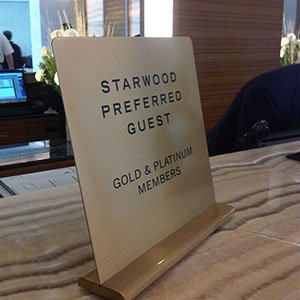 STARWOOD
PREFERRED
GUEST
GOLD & PLATINUM
MEMBERS